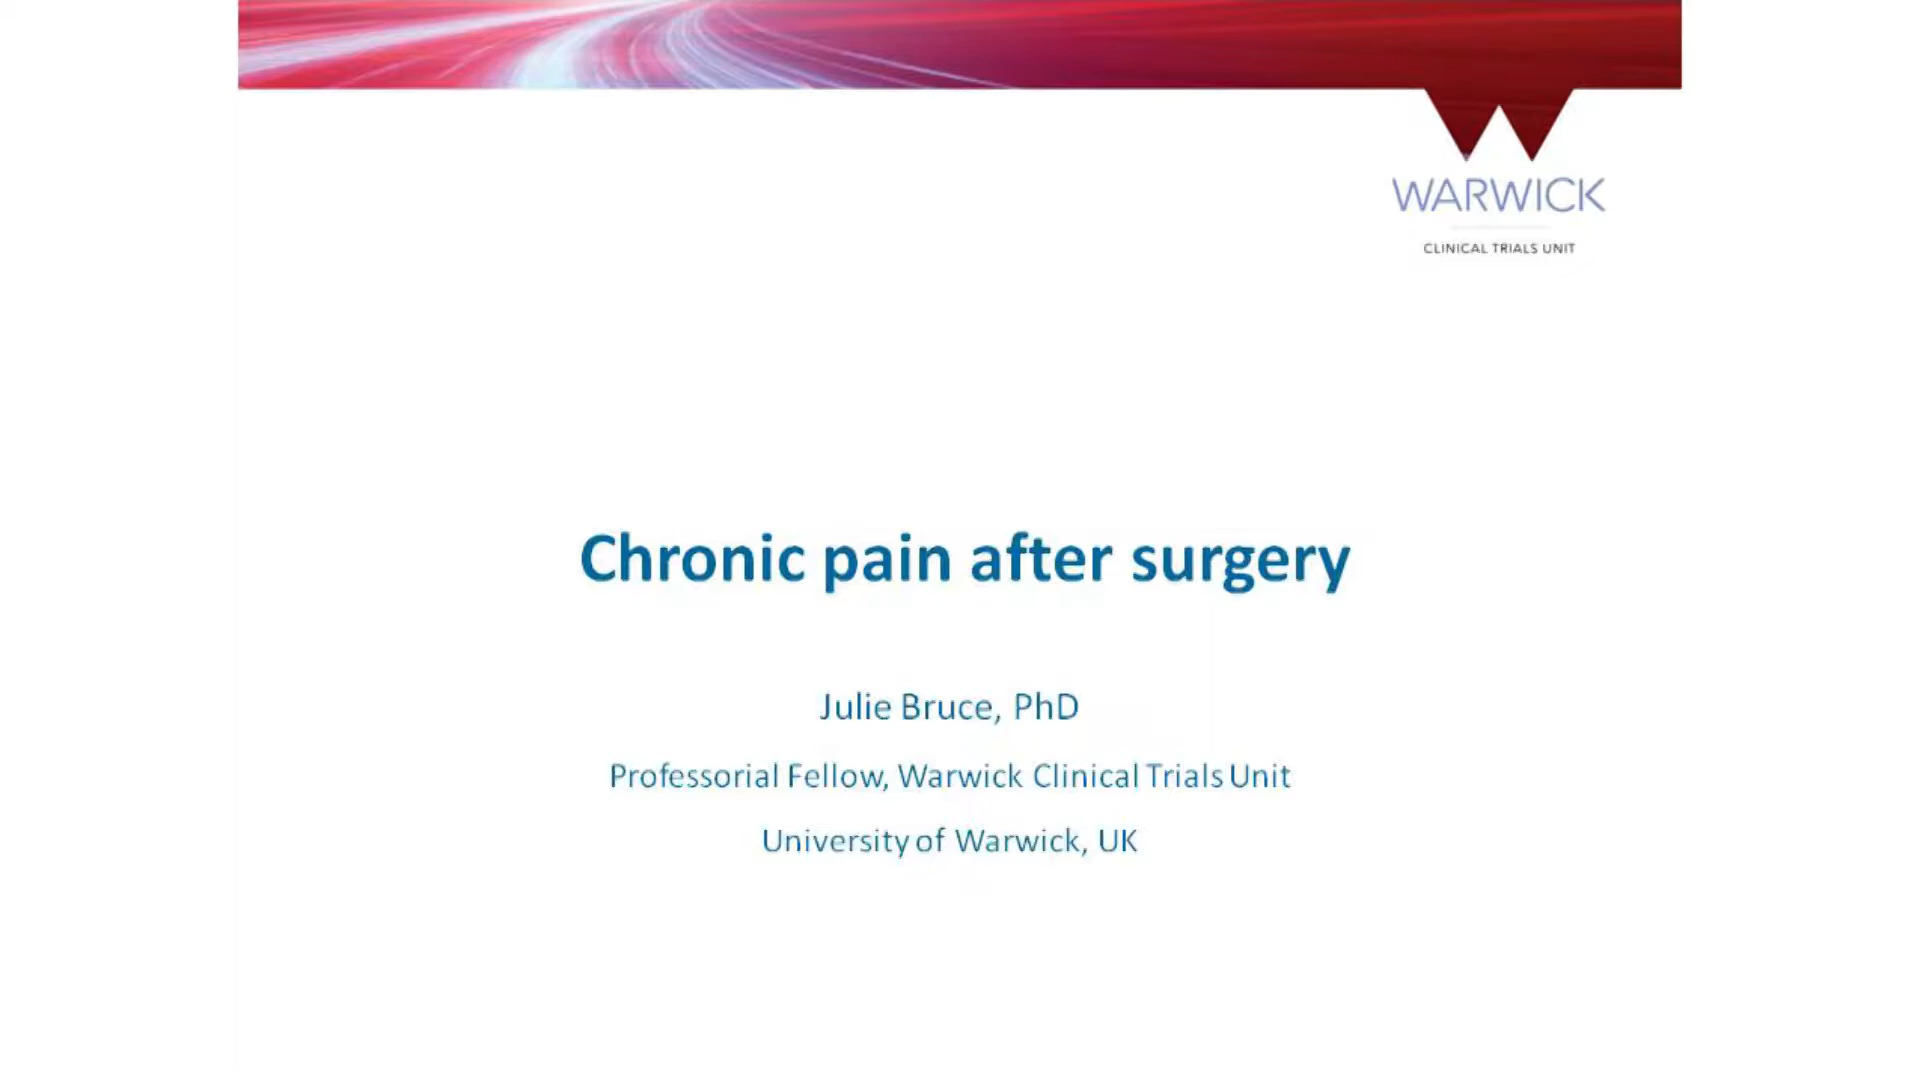 WARWICK
CLINICAL TRIALS UNIT
Chronic pain after surgery
Julie Bruce, PhD
Professorial Fellow, Warwick Clinical Trials Unit
University of Warwick, UK